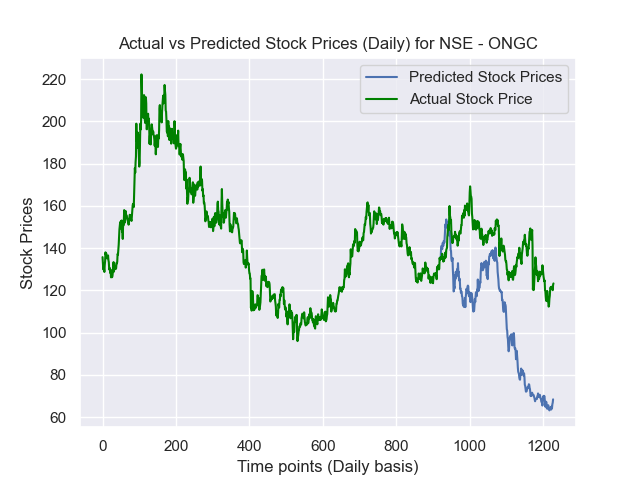 Actual vs Predicted Stock Prices (Daily) for NSE - ONGC
Predicted Stock Prices
Actual Stock Price
Stock Prices
220
200
180
160
140
120
100
80
60
0 200 400 600 800 1000 1200
Time points (Daily basis)